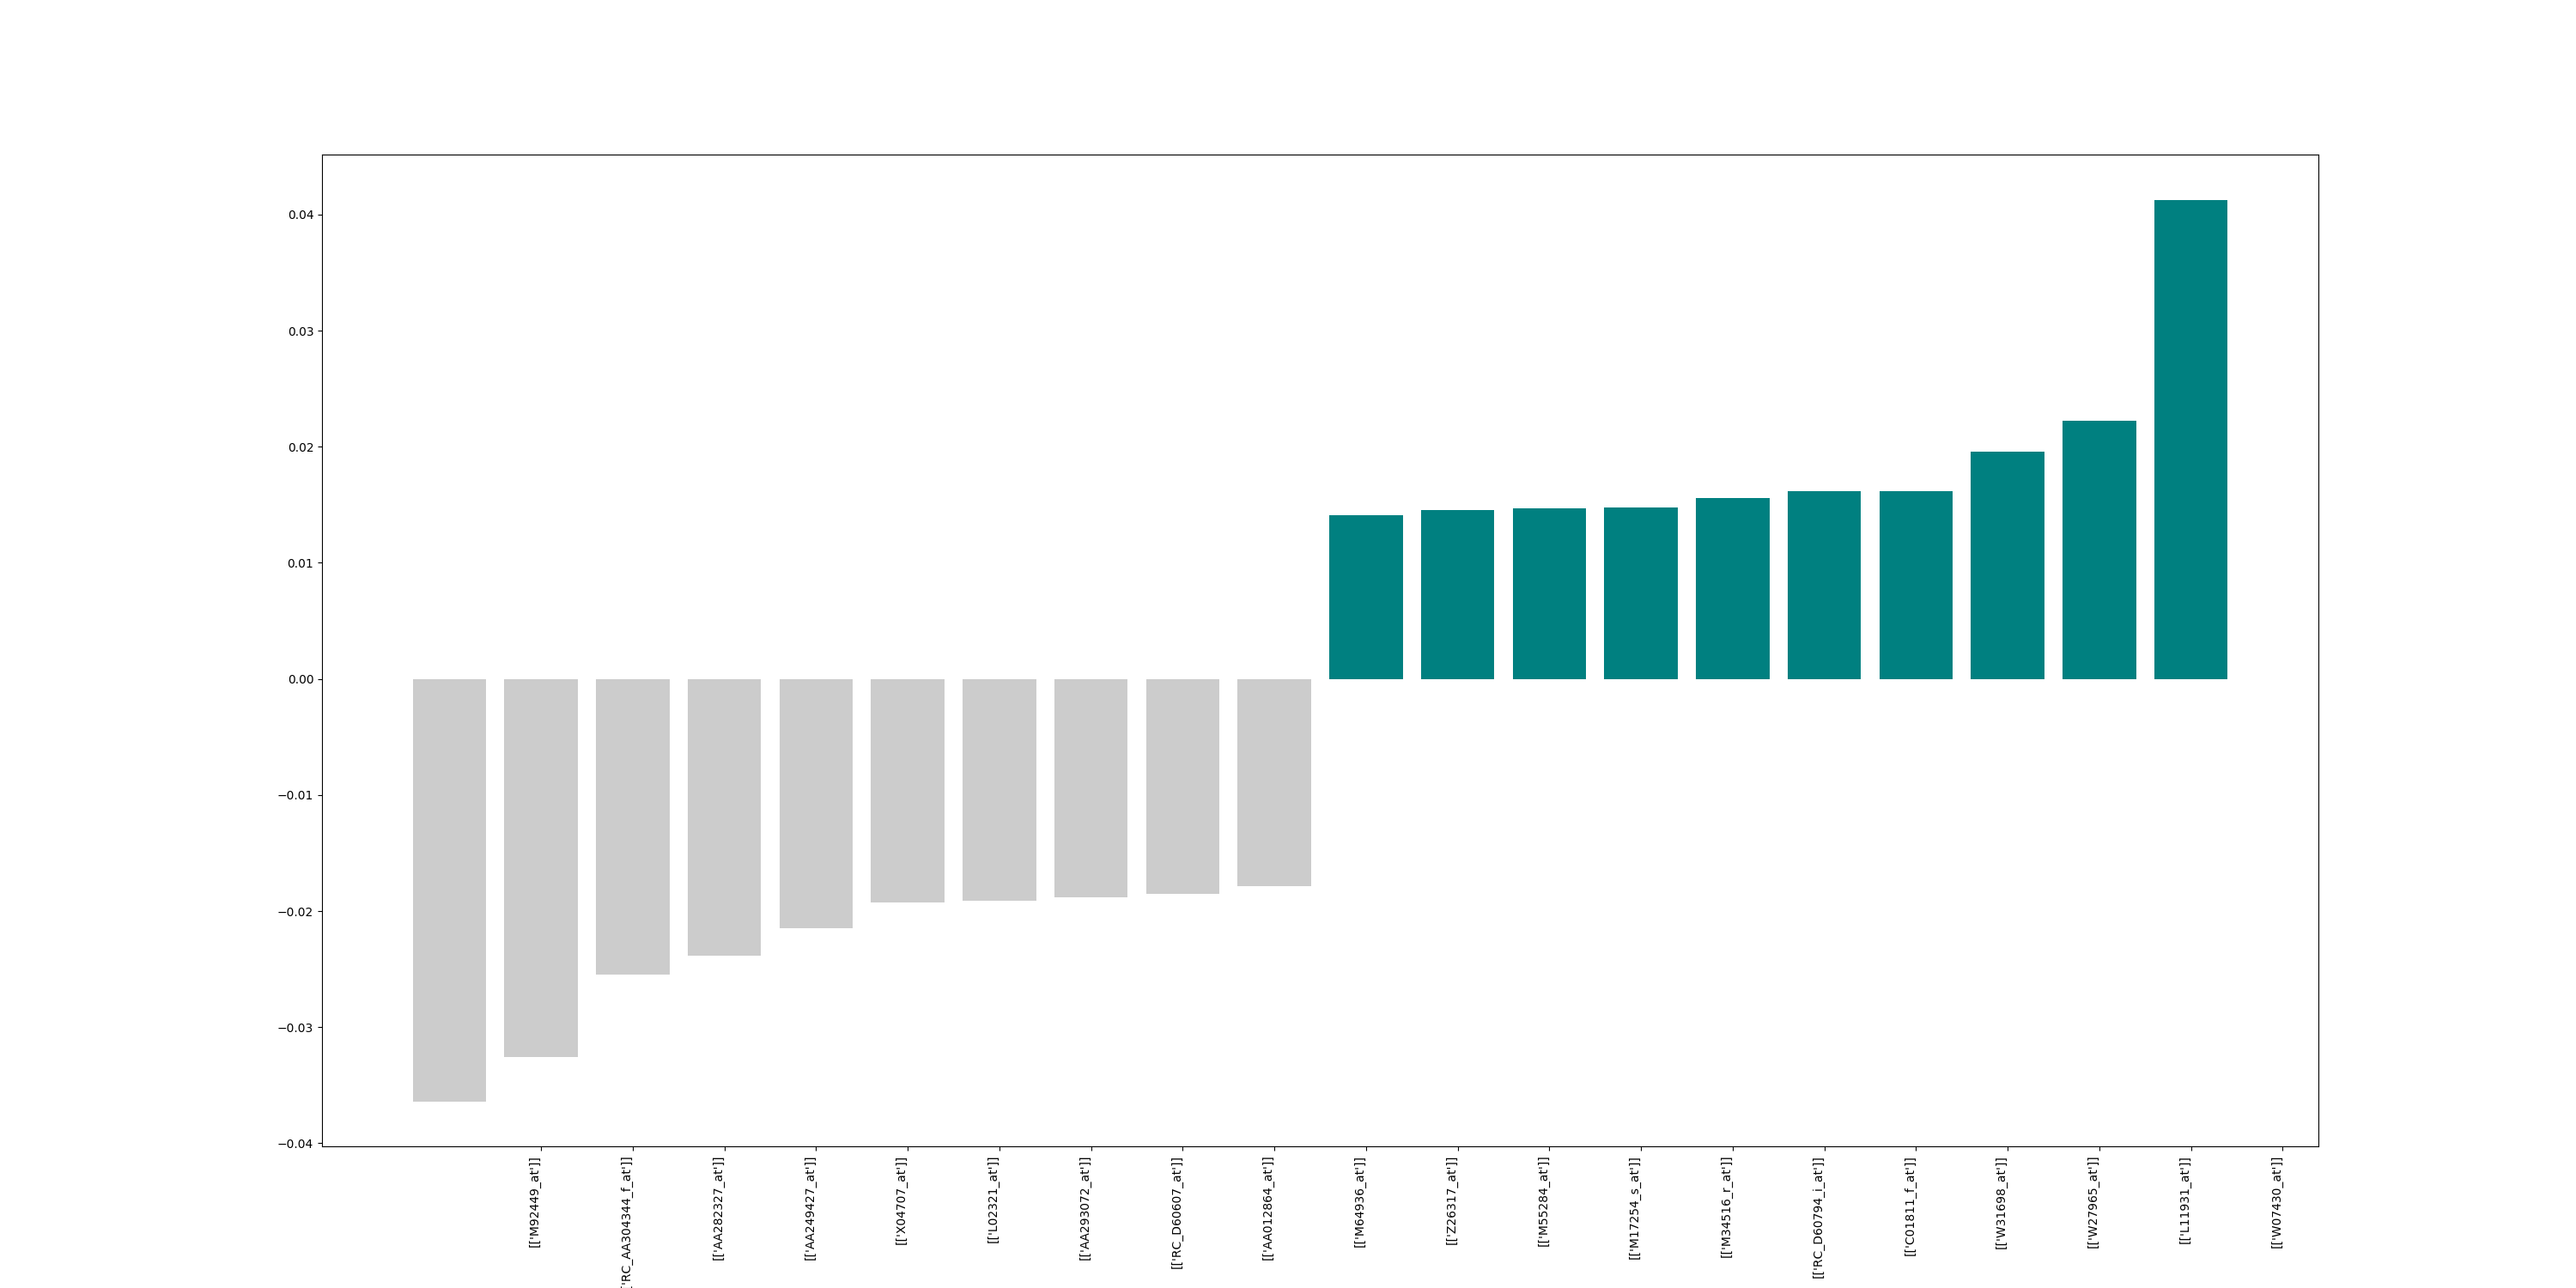 0.04
0.03
0.02
0.01
0.00
−0.01
−0.02
−0.03
−0.04
[['M92449_at']]
['RC_AA304344_f_at']]
[['AA282327_at']]
[['AA249427_at']]
[['X04707_at']]
[['L02321_at']]
[['AA293072_at']]
[['RC_D60607_at']]
[['AA012864_at']]
[['M64936_at']]
[['Z26317_at']]
[['M55284_at']]
[['M17254_s_at']]
[['M34516_r_at']]
[['RC_D60794_i_at']]
[['C01811_f_at']]
[['W31698_at']]
[['W27965_at']]
[['L11931_at']]
[['W07430_at']]